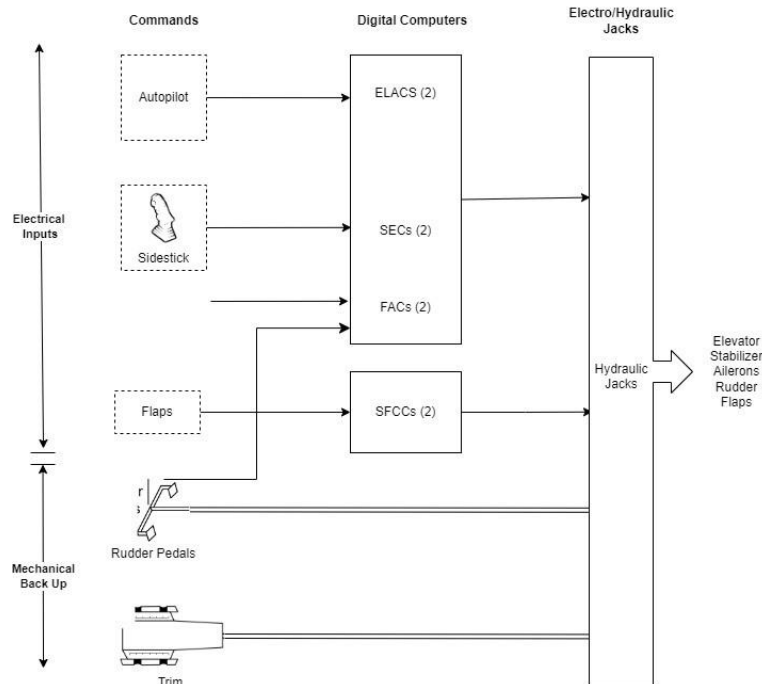 Commands
Digital Computers
Electro/Hydraulic
Jacks
Autopilot
ELACS (2)
Electrical
Inputs
Sidestick
SECs (2)
FACs (2)
Flaps
SFCCs (2)
Hydraulic
Jacks
Elevator
Stabilizer
Ailerons
Rudder
Flaps
r
s
Rudder Pedals
Mechanical
Back Up
Trim